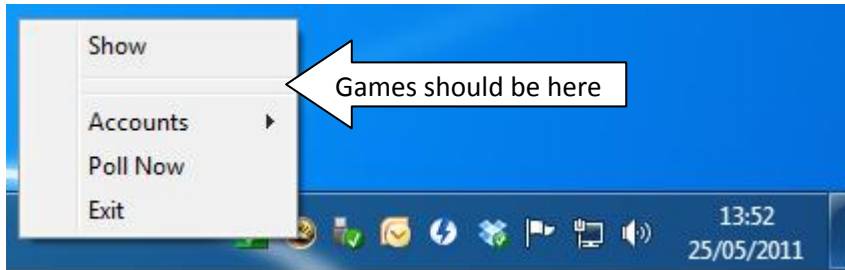 Show
Games should be here
Accounts
Poll Now
Exit
13:52
25/05/2011